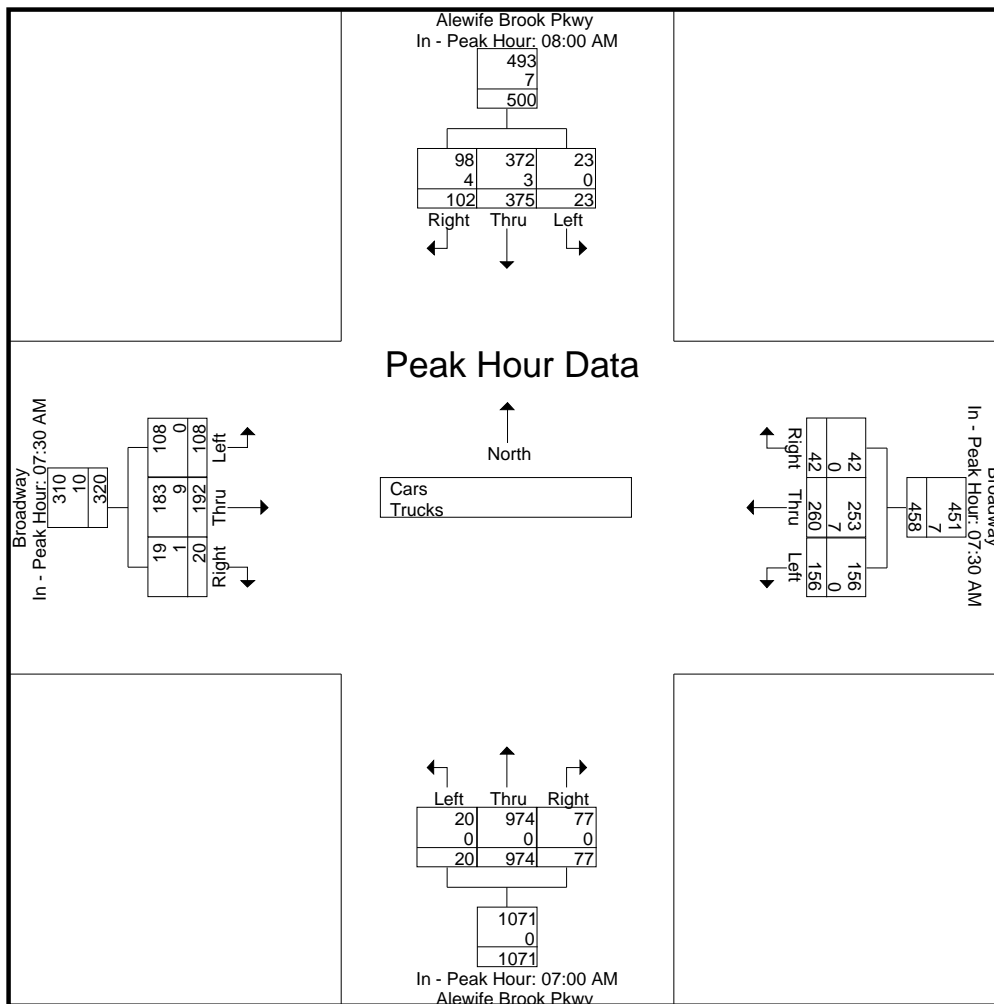 Alewife Brook Pkwy
In - Peak Hour: 08:00 AM
493
7
500
98 372 23
4 3 0
102 375 23
Right Thru Left
Peak Hour Data
North
Cars
Trucks
Broadway
In - Peak Hour: 07:30 AM
310 10 320
108 0 108 Left
183 9 192 Thru
19 1 20 Right
Broadway
In - Peak Hour: 07:30 AM
451
7
458
Right 42 0 42
Thru 260 7 253
Left 156 0 156
Left Thru Right
20 974 77
0 0 0
20 974 77
1071
0
1071
In - Peak Hour: 07:00 AM
Alewife Brook Pkwy